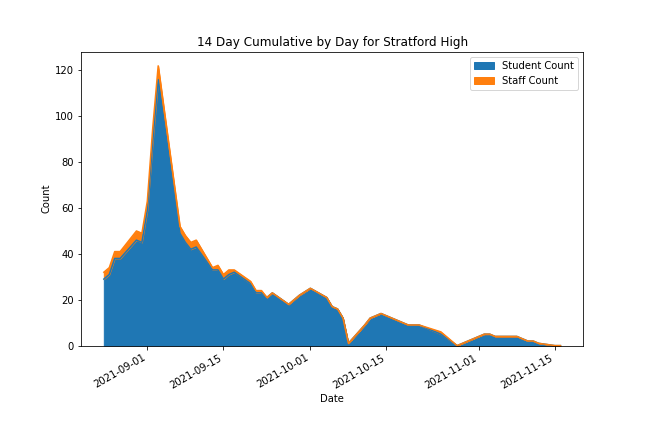 14 Day Cumulative by Day for Stratford High
Student Count
Staff Count
120
100
80
60
40
20
0
Count
2021-09-01
2021-09-15
2021-10-01
2021-10-15
2021-11-01
2021-11-15
Date